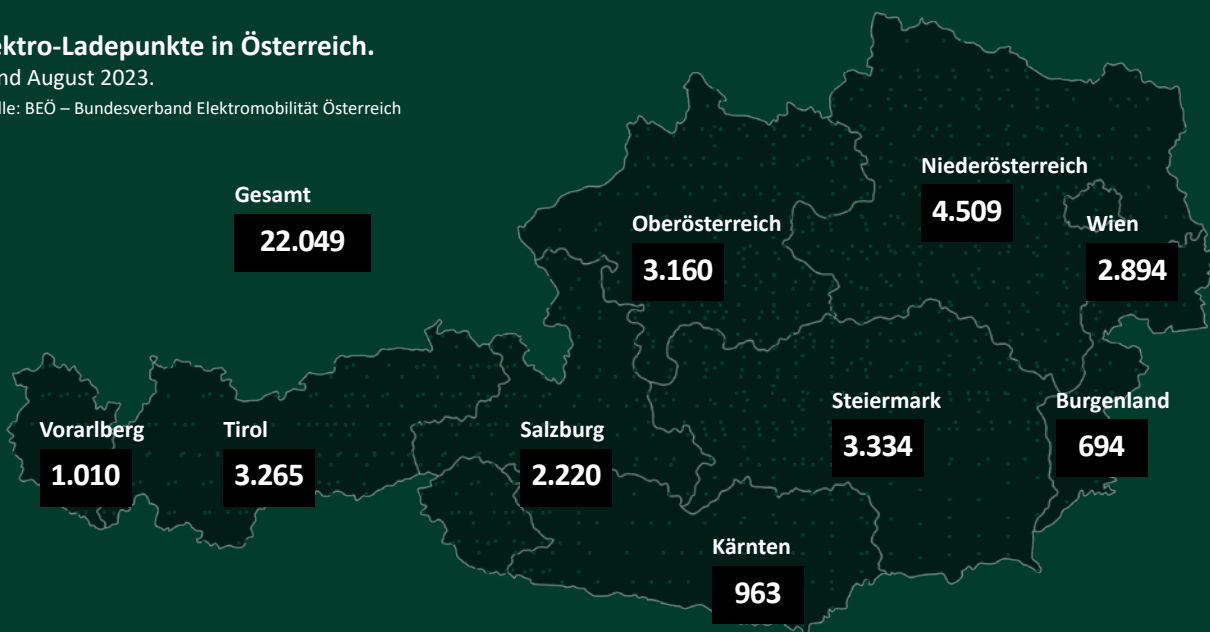 ektro-Ladepunkte in Österreich.
nd August 2023.
lle: BEÖ – Bundesverband Elektromobilität Österreich
Gesamt
22.049
Niederösterreich
4.509
Oberösterreich
3.160
Wien
2.894
Steiermark
3.334
Burgenland
694
Vorarlberg
1.010
Tirol
3.265
Salzburg
2.220
Kärnten
963